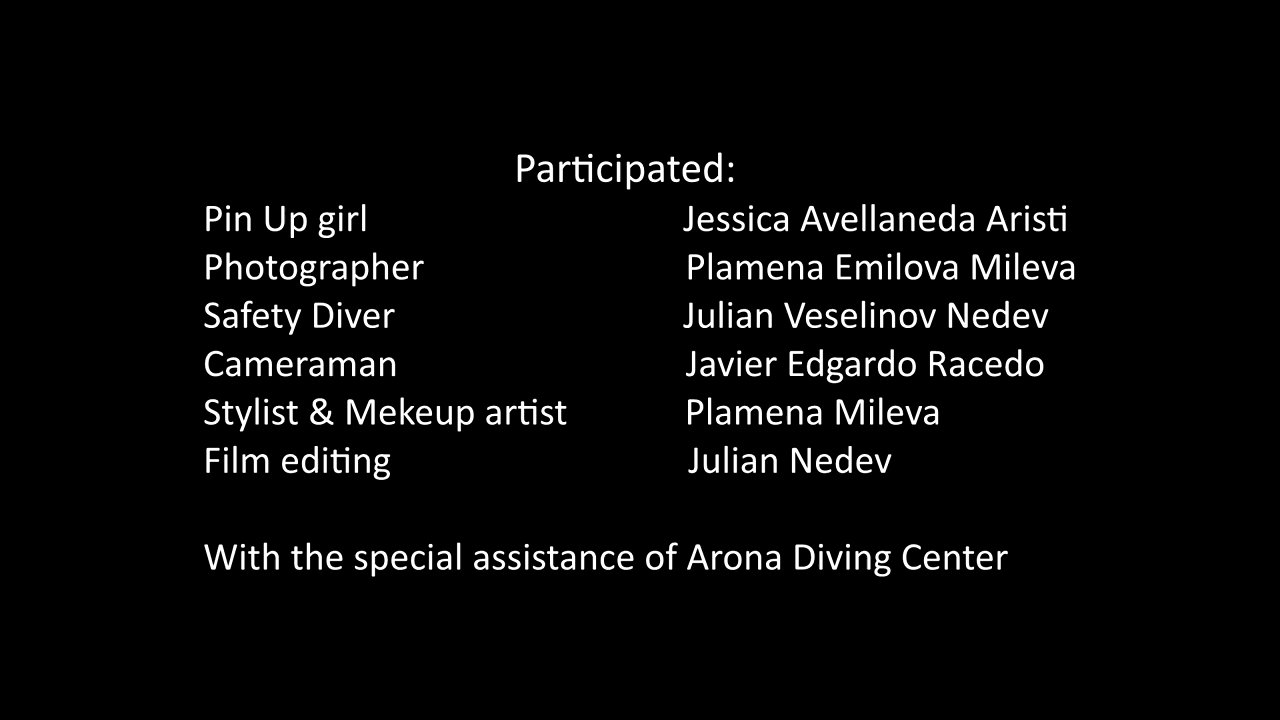 Participated:
Pin Up girl Jessica Avellaneda Aristi
Photographer Plamena Emilova Mileva
Safety Diver Julian Veselinov Nedev
Cameraman Javier Edgardo Racedo
Stylist & Mekeup artist Plamena Mileva
Film editing Julian Nedev
With the special assistance of Arona Diving Center